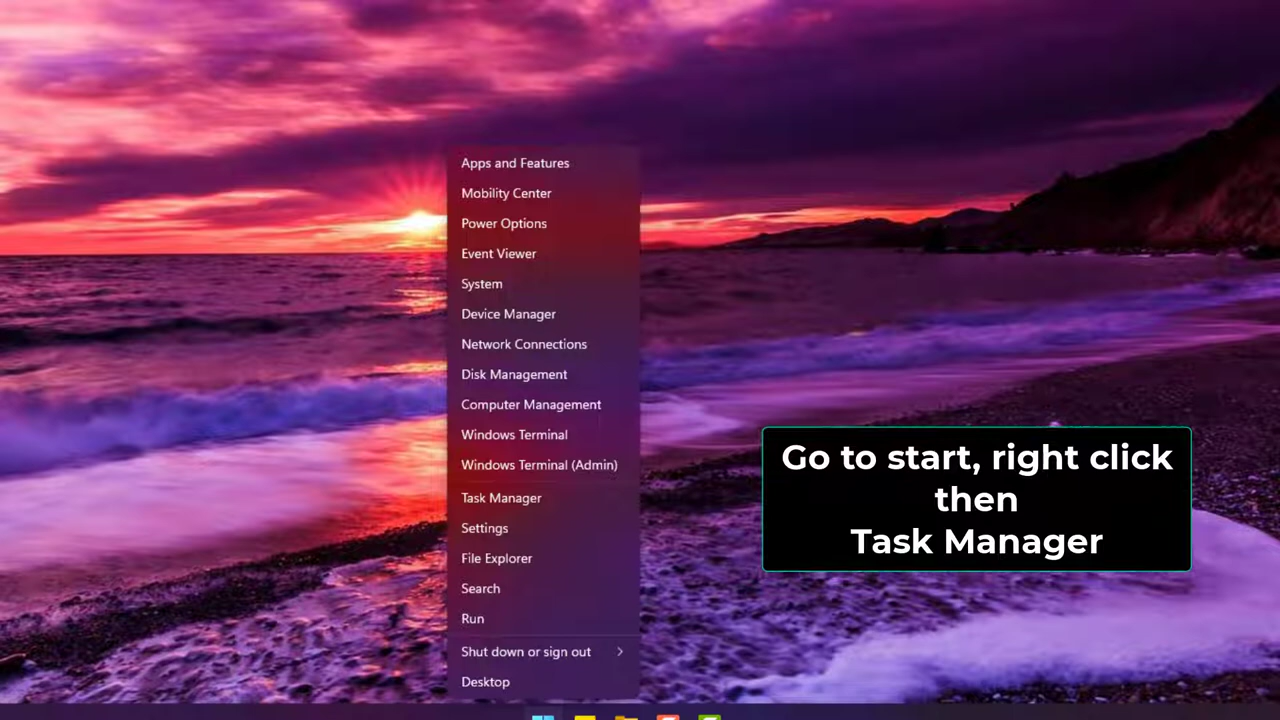 Apps and Features
Mobility Center
Power Options
Event Viewer
System
Device Manager
Network Connections
Disk Management
Computer Management
Windows Terminal
Windows Terminal (Admin)
Task Manager
Settings
File Explorer
Search
Run
Shut down or sign out
Desktop
Go to start, right click
then
Task Manager